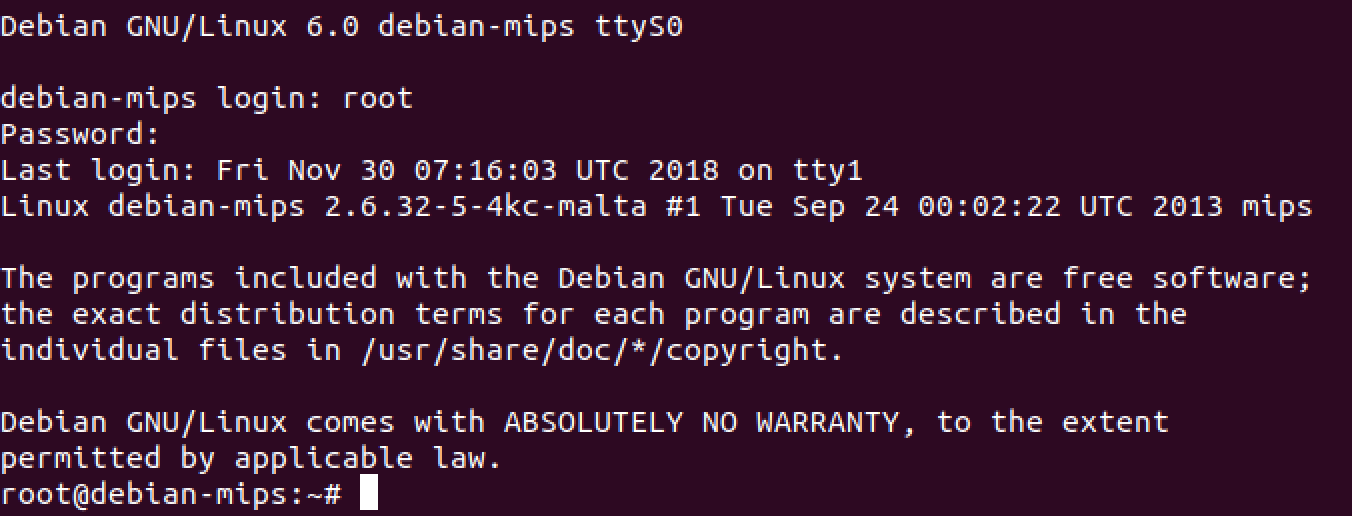 Debian GNU/Linux 6.0 debian-mips ttyS0
debian-mips login: root
Password:
Last login: Fri Nov 30 07:16:03 UTC 2018 on tty1
Linux debian-mips 2.6.32-5-4kc-malta #1 Tue Sep 24 00:02:22 UTC 2013 mips
The programs included with the Debian GNU/Linux system are free software;
the exact distribution terms for each program are described in the
individual files in /usr/share/doc/*/copyright.
Debian GNU/Linux comes with ABSOLUTELY NO WARRANTY, to the extent
permitted by applicable law.
root@debian-mips:~#